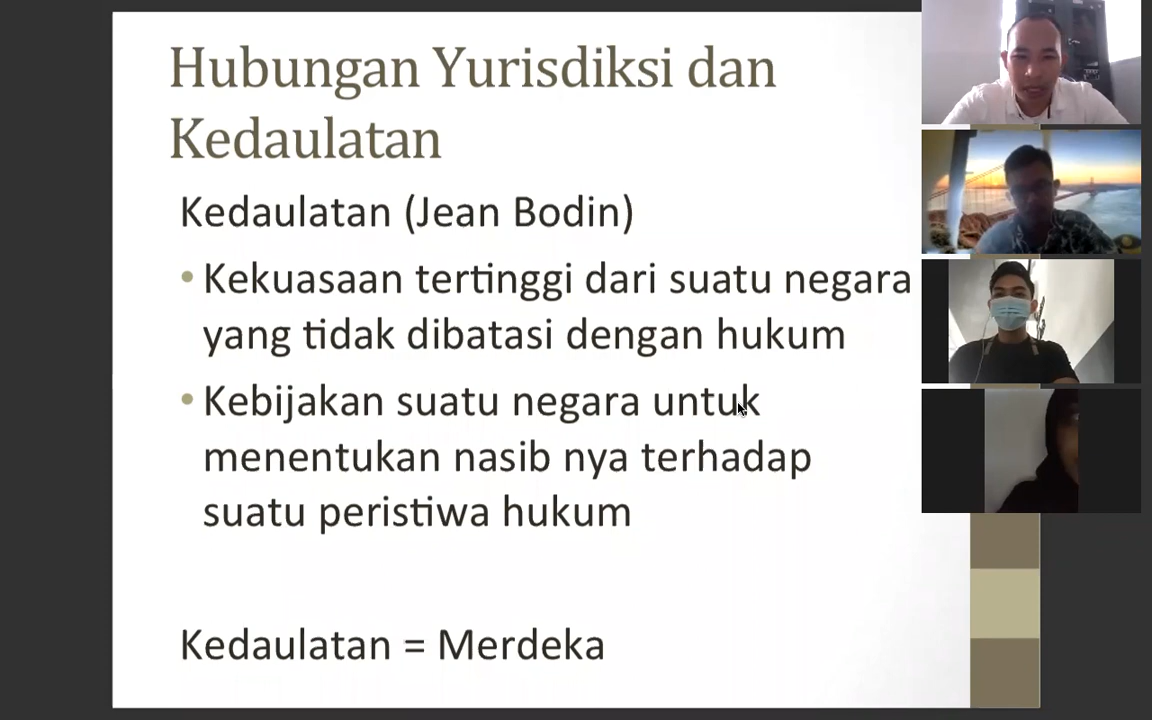 Hubungan Yurisdiksi dan
Kedaulatan
Kedaulatan (Jean Bodin)
• Kekuasaan tertinggi dari suatu negara
yang tidak dibatasi dengan hukum
• Kebijakan suatu negara untuk
menentukan nasib nya terhadap
suatu peristiwa hukum
Kedaulatan = Merdeka